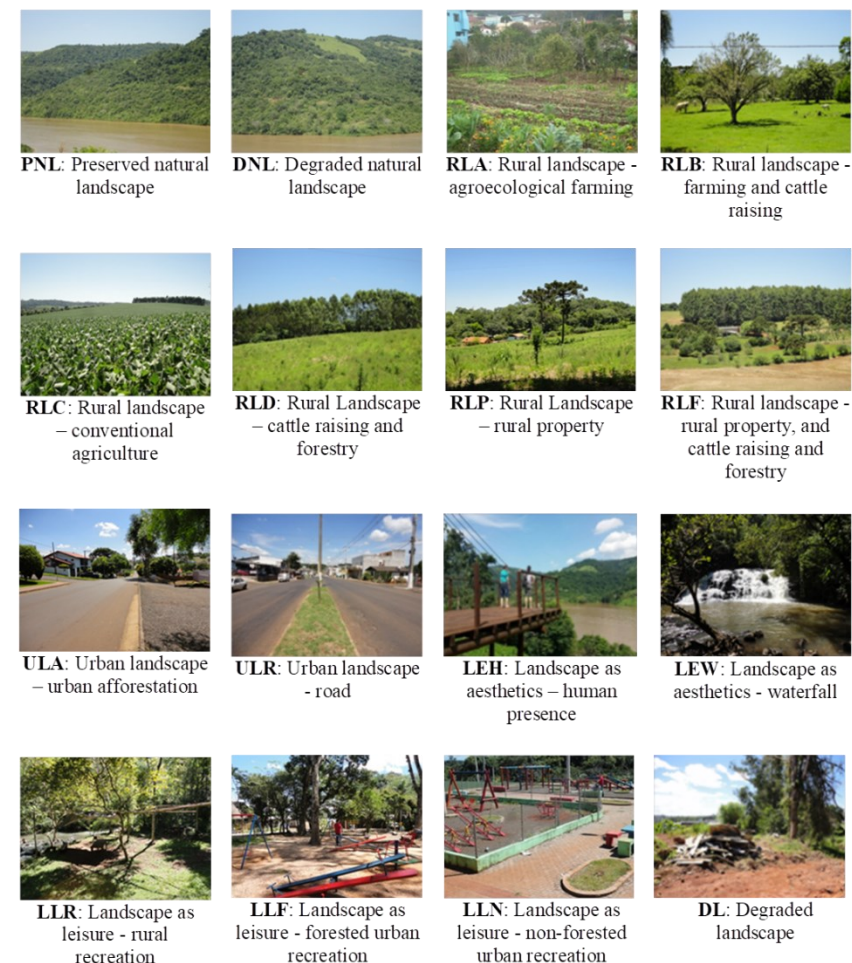 PNL: Preserved natural
landscape
DNL: Degraded natural
landscape
RLA: Rural landscape -
agroecological farming
RLB: Rural landscape -
farming and cattle
raising
RLC: Rural landscape
– conventional
agriculture
RLD: Rural Landscape
– cattle raising and
forestry
RLP: Rural Landscape
– rural property
RLF: Rural landscape -
rural property, and
cattle raising and
forestry
ULA: Urban landscape
– urban afforestation
ULR: Urban landscape
- road
LEH: Landscape as
aesthetics – human
presence
LEW: Landscape as
aesthetics - waterfall
LLR: Landscape as
leisure - rural
recreation
LLF: Landscape as
leisure - forested urban
recreation
LLN: Landscape as
leisure - non-forested
urban recreation
DL: Degraded
landscape